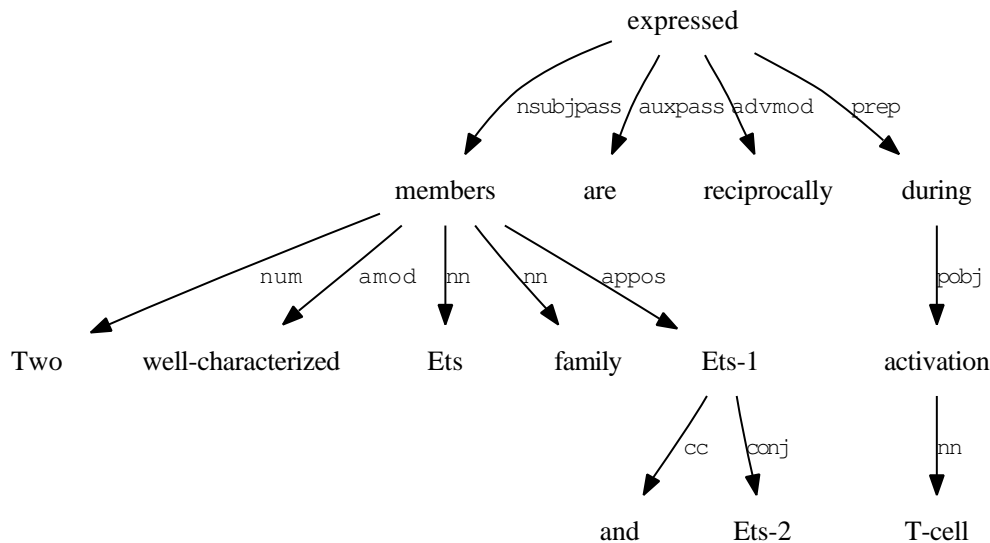 expressed
nsubjpass auxpass advmod prep
members are reciprocally during
num amod nn nn appos pobj
Two well-characterized Ets family Ets-1 activation
cc conj nn
and Ets-2 T-cell